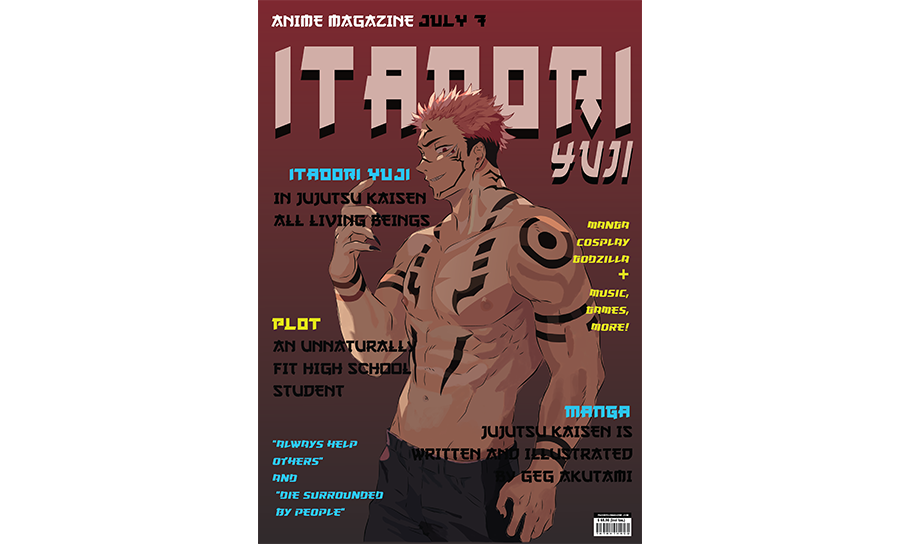 ANIME MAGAZINE JULY 7
ITADORI
YUJI
ITADORI YUJI
IN JUJUTSU KAISEN
ALL LIVING BEINGS
MANGA
COSPLAY
GODZILLA
+
MUSIC,
GAMES,
MORE!
PLOT
AN UNNATURALLY
FIT HIGH SCHOOL
STUDENT
MANGA
JUJUTSU KAISEN IS
WRITTEN AND ILLUSTRATED
BY GEG AKUTAMI
"ALWAYS HELP
OTHERS"
AND
"DIE SURROUNDED
BY PEOPLE"